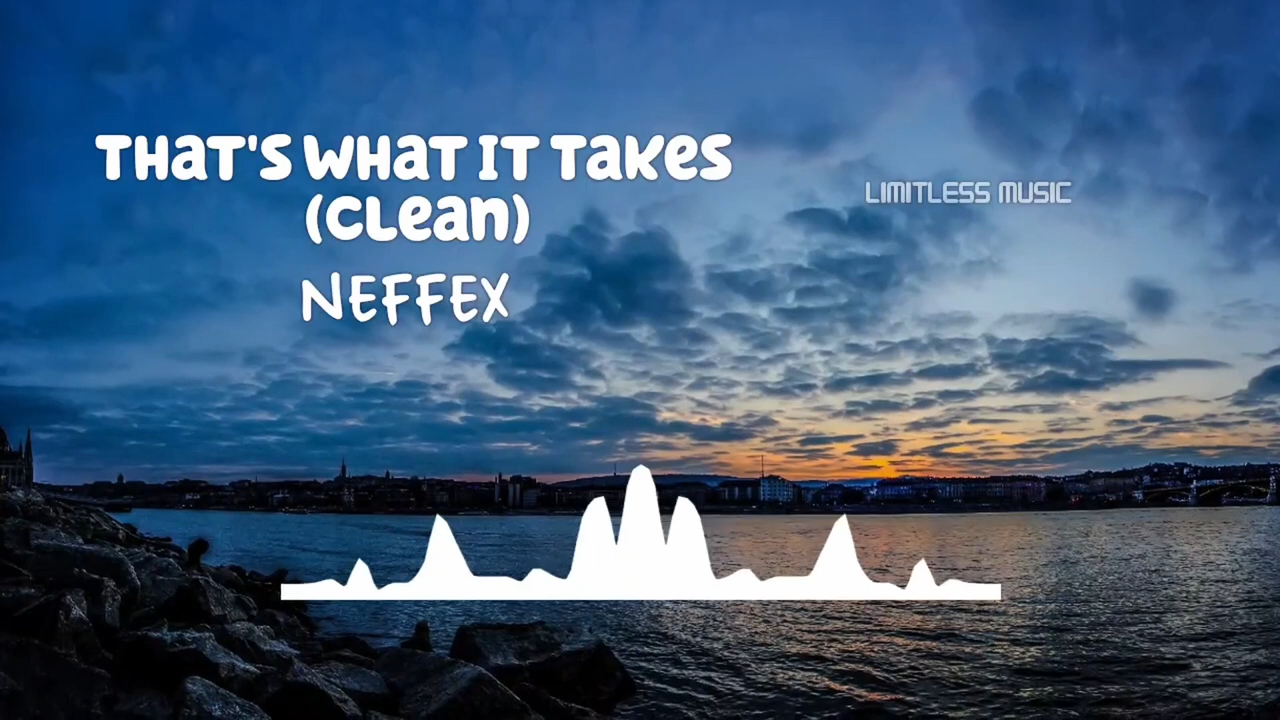 THAT'S WHAT IT TAKES
(CLEAN)
NEFFEX
LIMITLESS MUSIC